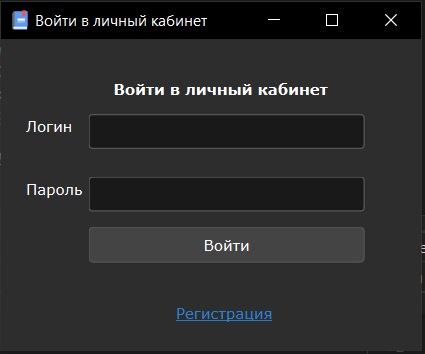 Войти в личный кабинет
Войти в личный кабинет
Логин
Пароль
Войти
Регистрация